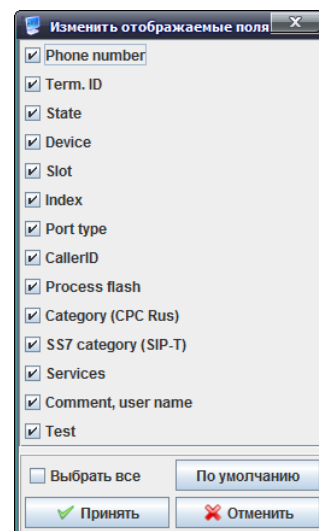 Изменить отображаемые поля
Phone number
Term. ID
State
Device
Slot
Index
Port type
CallerID
Process flash
Category (CPC Rus)
SS7 category (SIP-T)
Services
Comment, user name
Test
Выбрать все По умолчанию
Принять Отменить